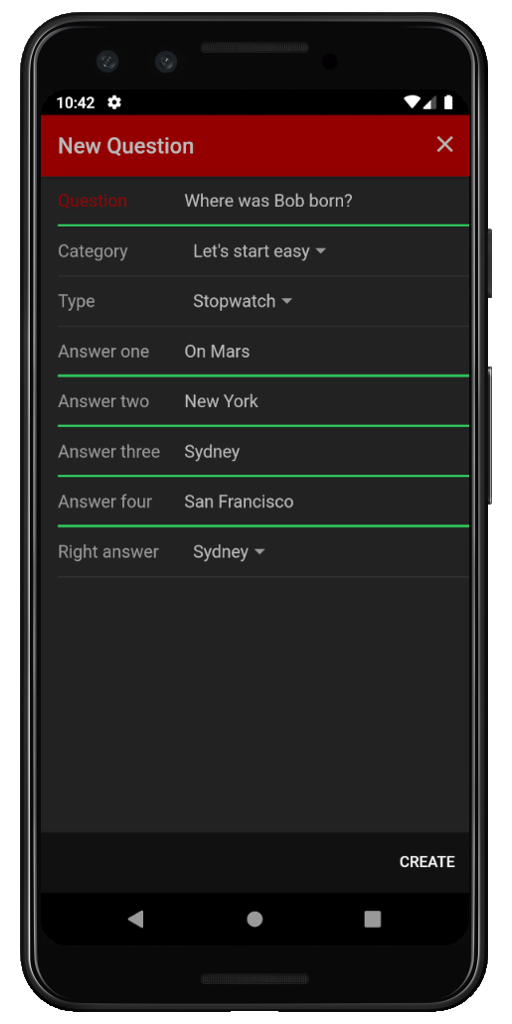 10:42
New Question
Question Where was Bob born?
Category Let's start easy
Type Stopwatch
Answer one On Mars
Answer two New York
Answer three Sydney
Answer four San Francisco
Right answer Sydney
CREATE